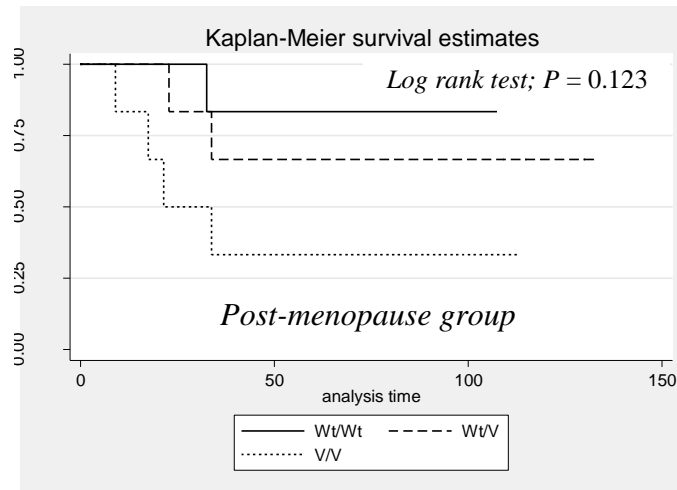 Kaplan-Meier survival estimates
Log rank test; P = 0.123
1.00
0.75
0.50
0.25
0.00
Post-menopause group
0 50 100 150
analysis time
Wt/Wt Wt/V
V/V